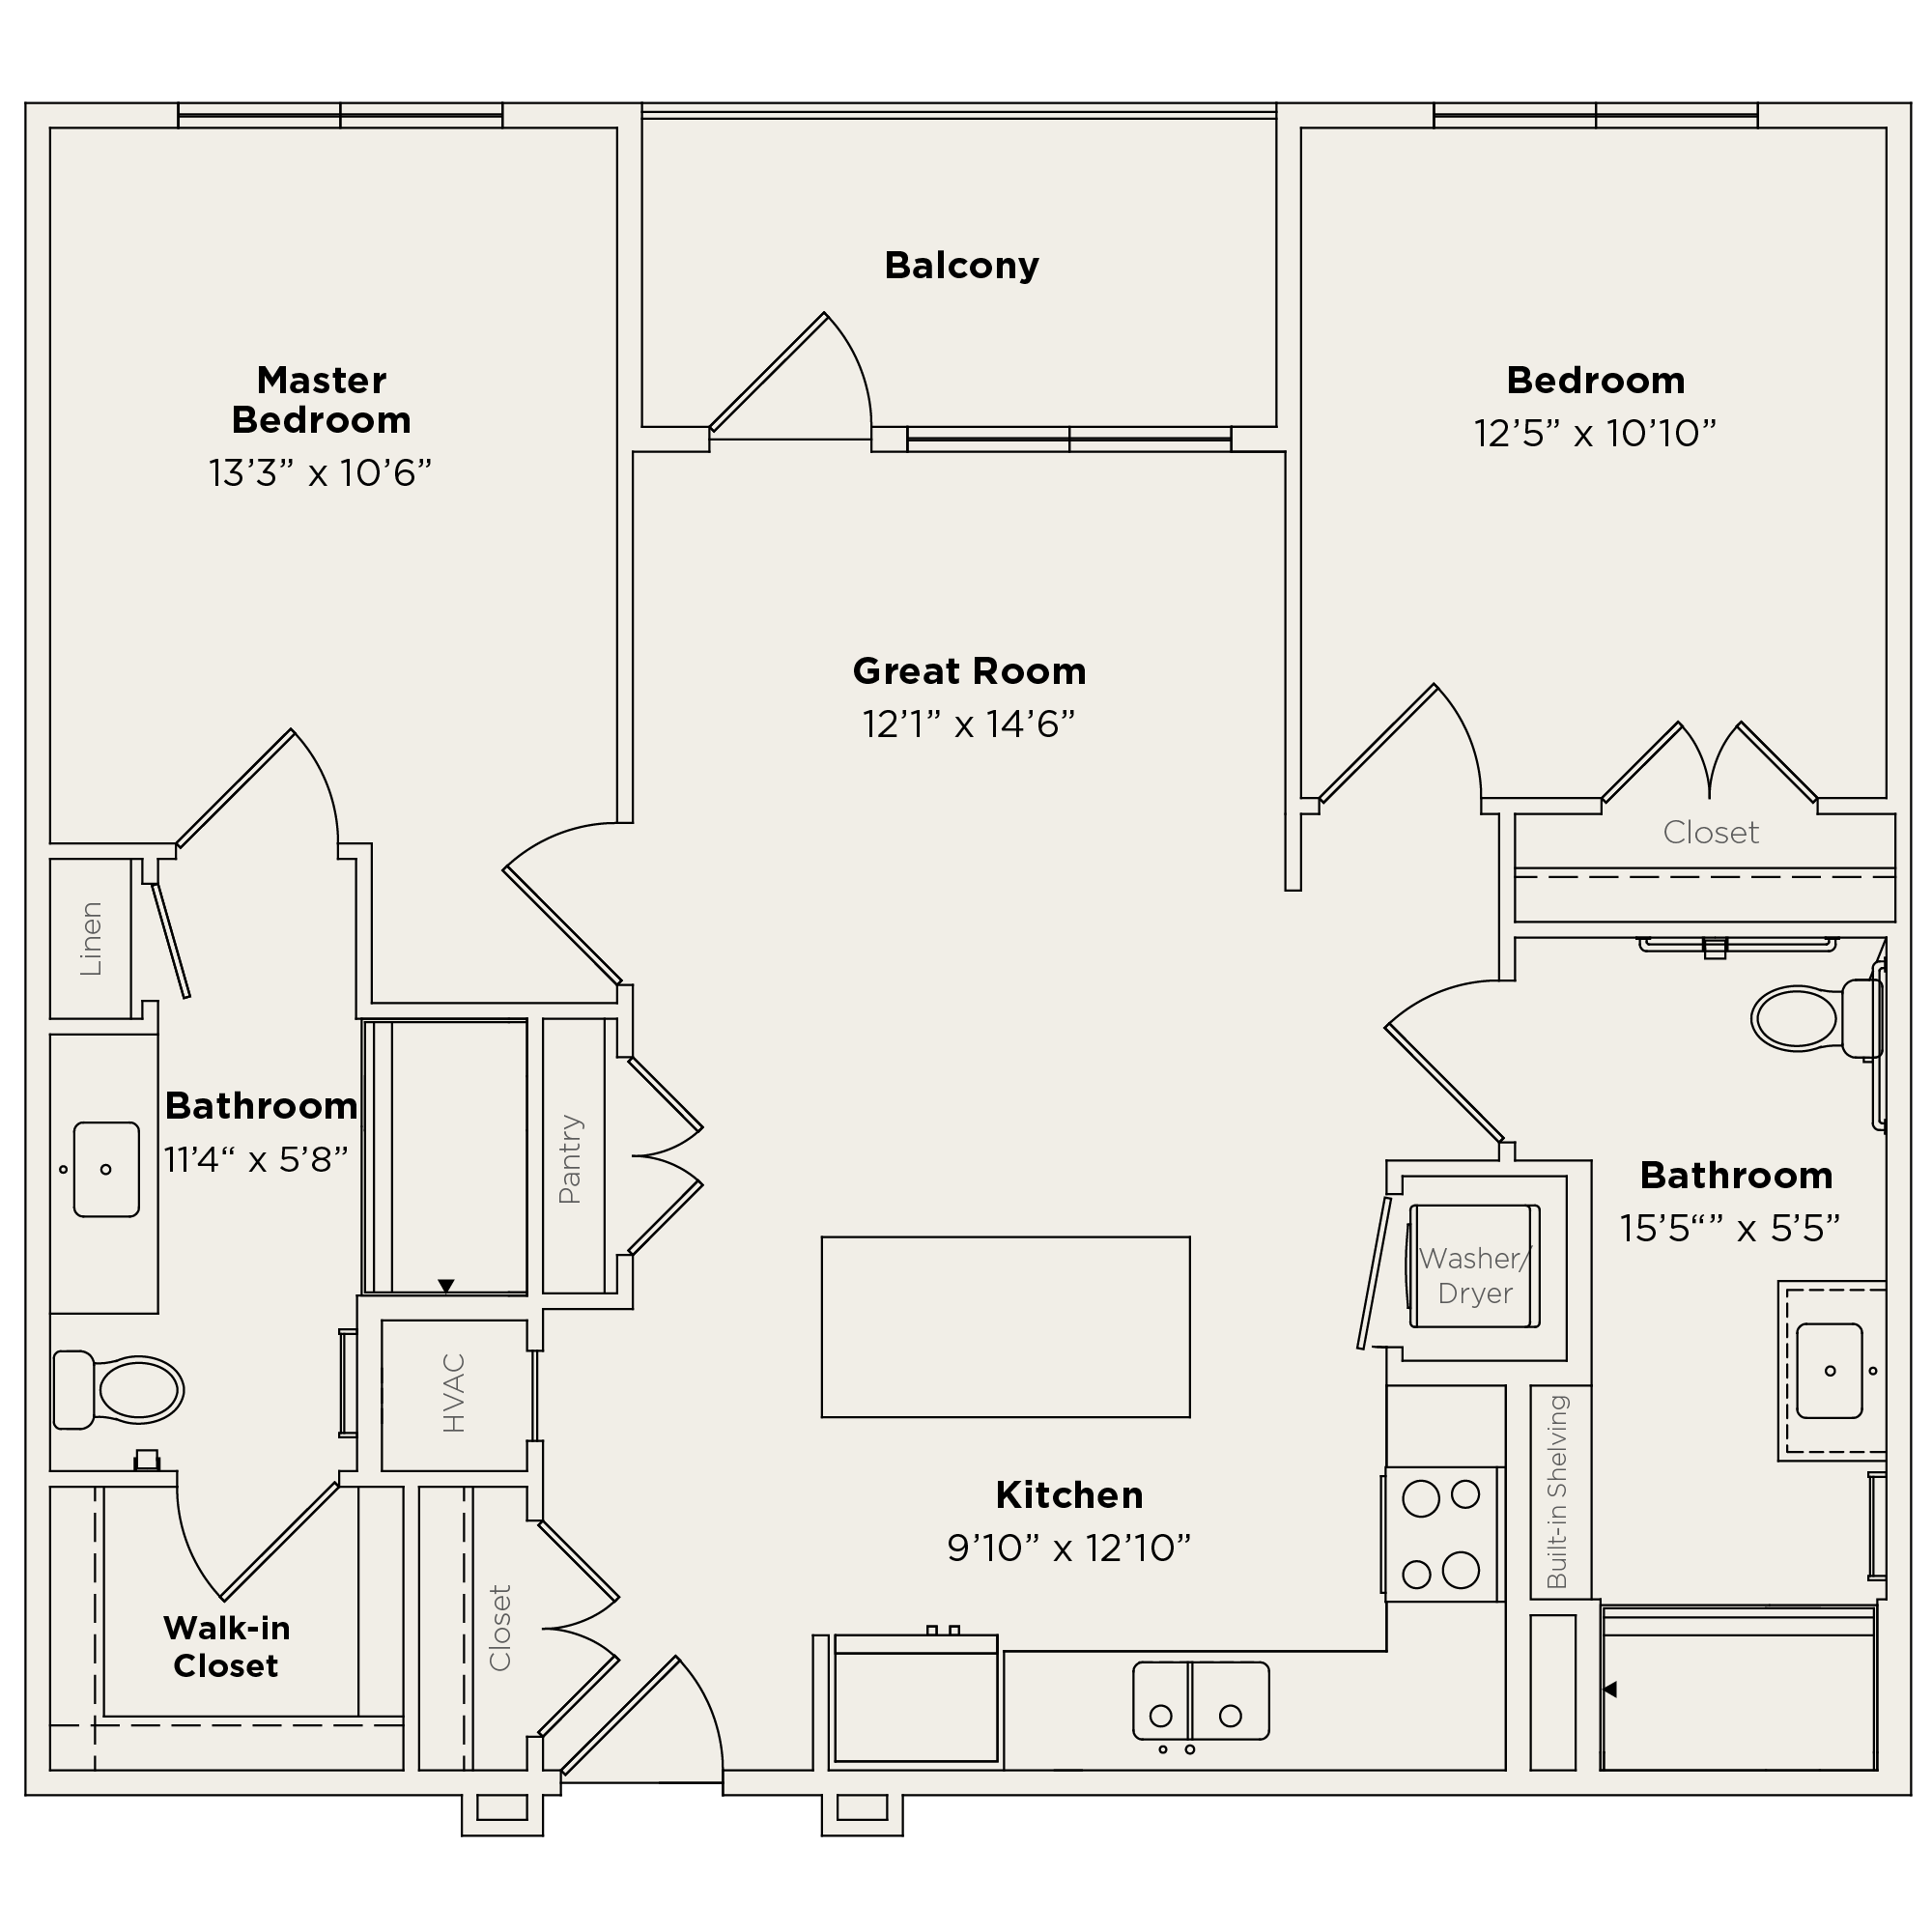 Balcony
Master
Bedroom
13’3” x 10’6”
Bedroom
12’5” x 10’10”
Great Room
12’1” x 14’6”
Closet
Linen
Bathroom
11’4“ x 5’8”
Pantry
Bathroom
15’5“” x 5’5”
Washer/
Dryer
HVAC
Built-in Shelving
Kitchen
9’10” x 12’10”
Closet
Walk-in
Closet